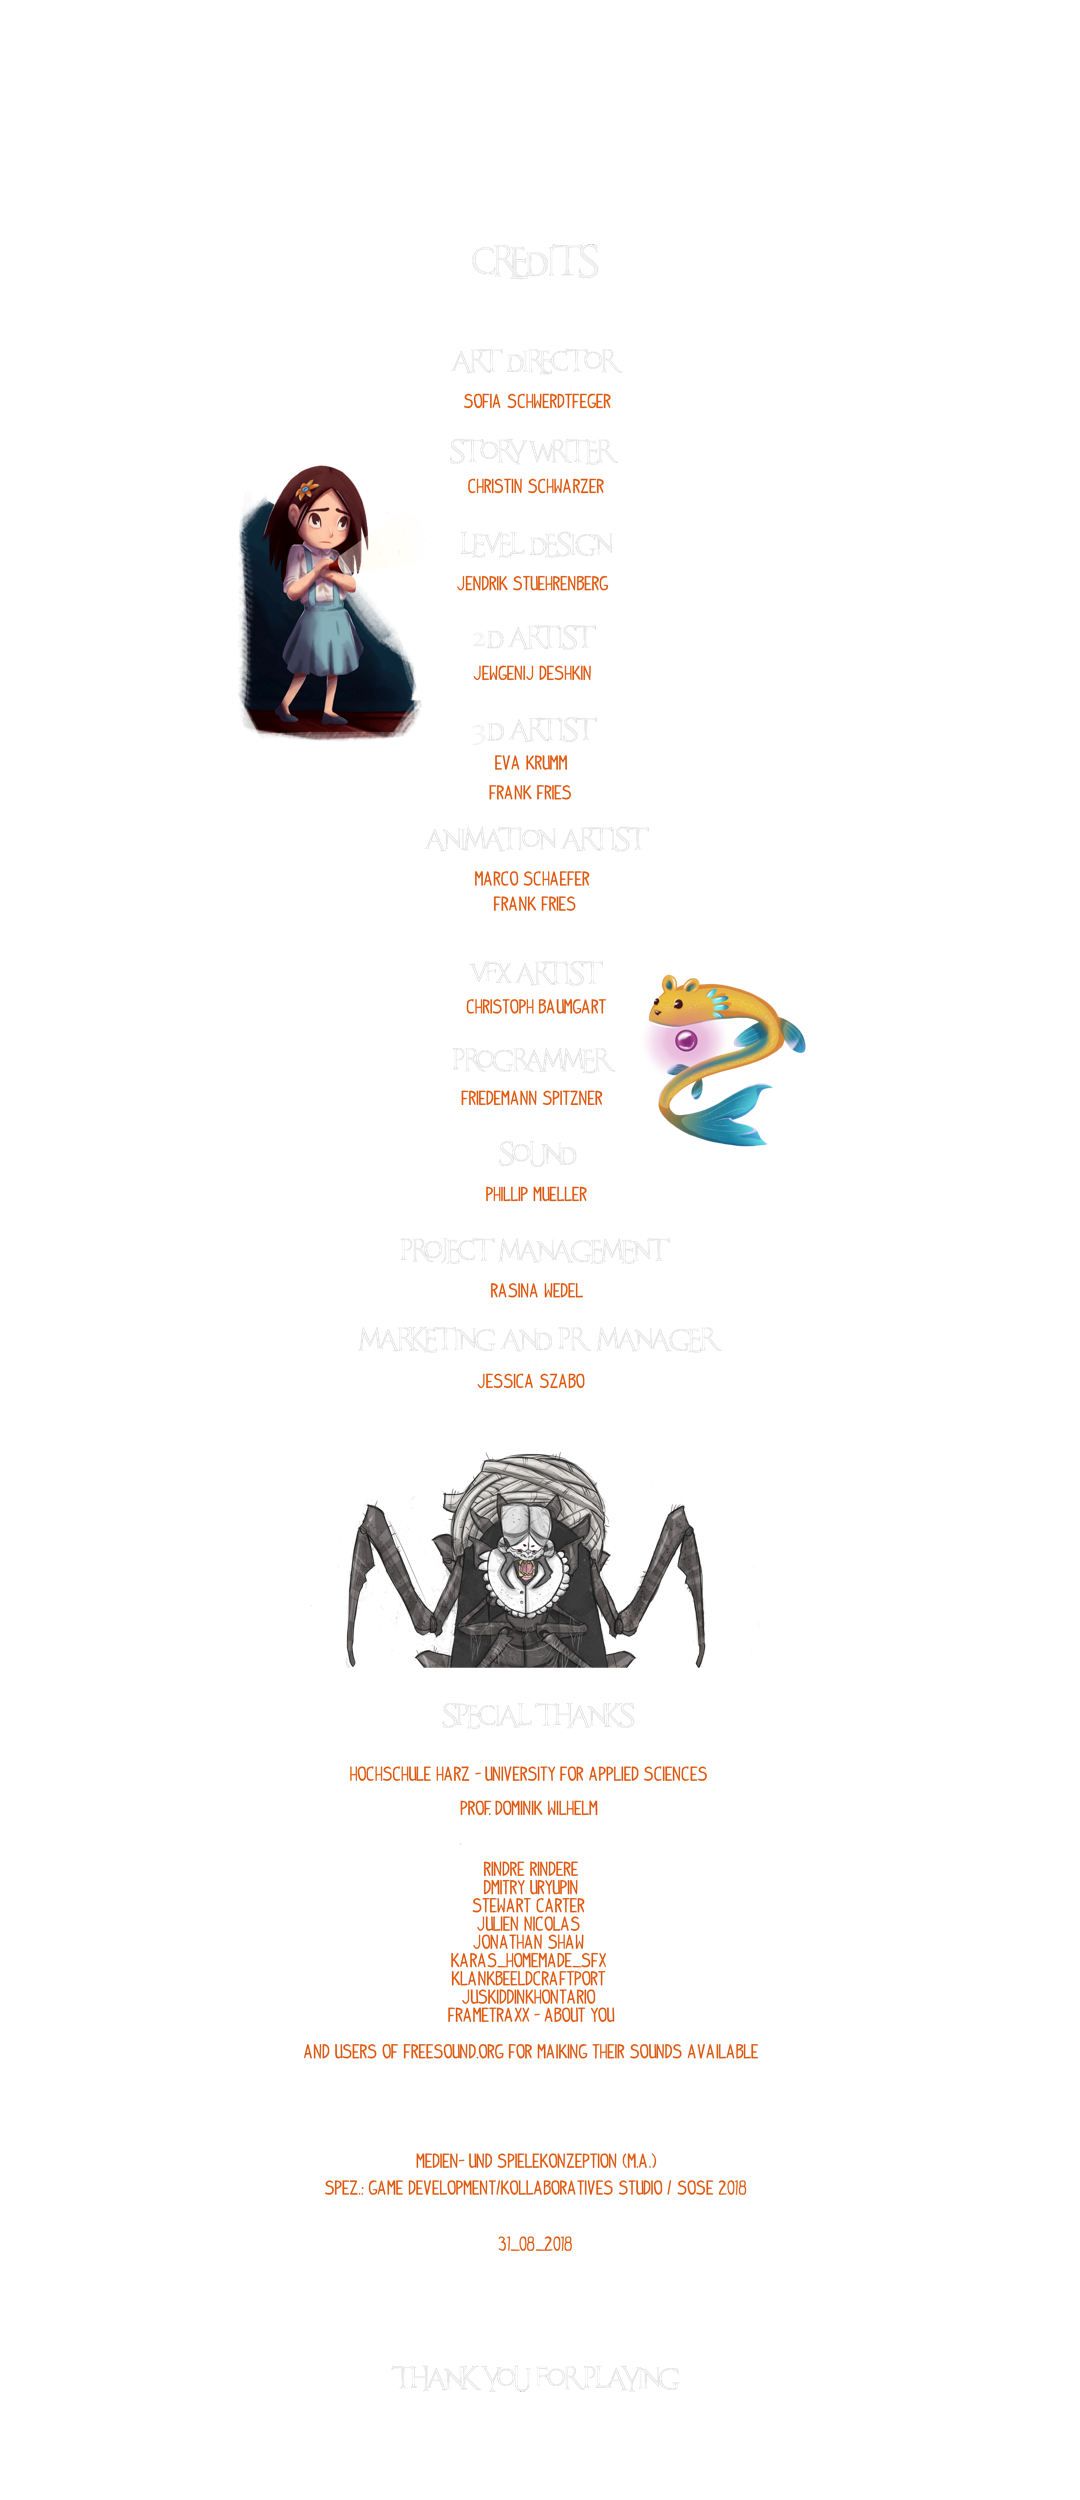 CREDITS
ART DIRECTOR
SOFIA SCHWERDTFEGER
STORY WRITER
CHRISTIN SCHWARZER
LEVEL DESIGN
JENDRIK STUEHRENBERG
2D ARTIST
JEWGENIJ DESHKIN
3D ARTIST
EVA KRUMM
FRANK FRIES
ANIMATION ARTIST
MARCO SCHAEFER
FRANK FRIES
VFX ARTIST
CHRISTOPH BAUMGART
PROGRAMMER
FRIEDEMANN SPITZNER
SOUND
PHILLIP MUELLER
PROJECT MANAGEMENT
RASINA WEDEL
MARKETING AND PR MANAGER
JESSICA SZABO
SPECIAL THANKS
HOCHSCHULE HARZ - UNIVERSITY FOR APPLIED SCIENCES
PROF. DOMINIK WILHELM
RINDRE RINDERE
DMITRY URYUPIN
STEWART CARTER
JULIEN NICOLAS
JONATHAN SHAW
KARAS_HOMEMADE_SFX
KLANKBEELDCRAFTPORT
JUSKIDDINKHONTARIO
FRAMETRAXX - ABOUT YOU
AND USERS OF FREESOUND.ORG FOR MAIKING THEIR SOUNDS AVAILABLE
MEDIEN- UND SPIELEKONZEPTION (M.A.)
SPEZ.: GAME DEVELOPMENT/KOLLABORATIVES STUDIO / SOSE 2018
31_08_2018
THANK YOU FOR PLAYING